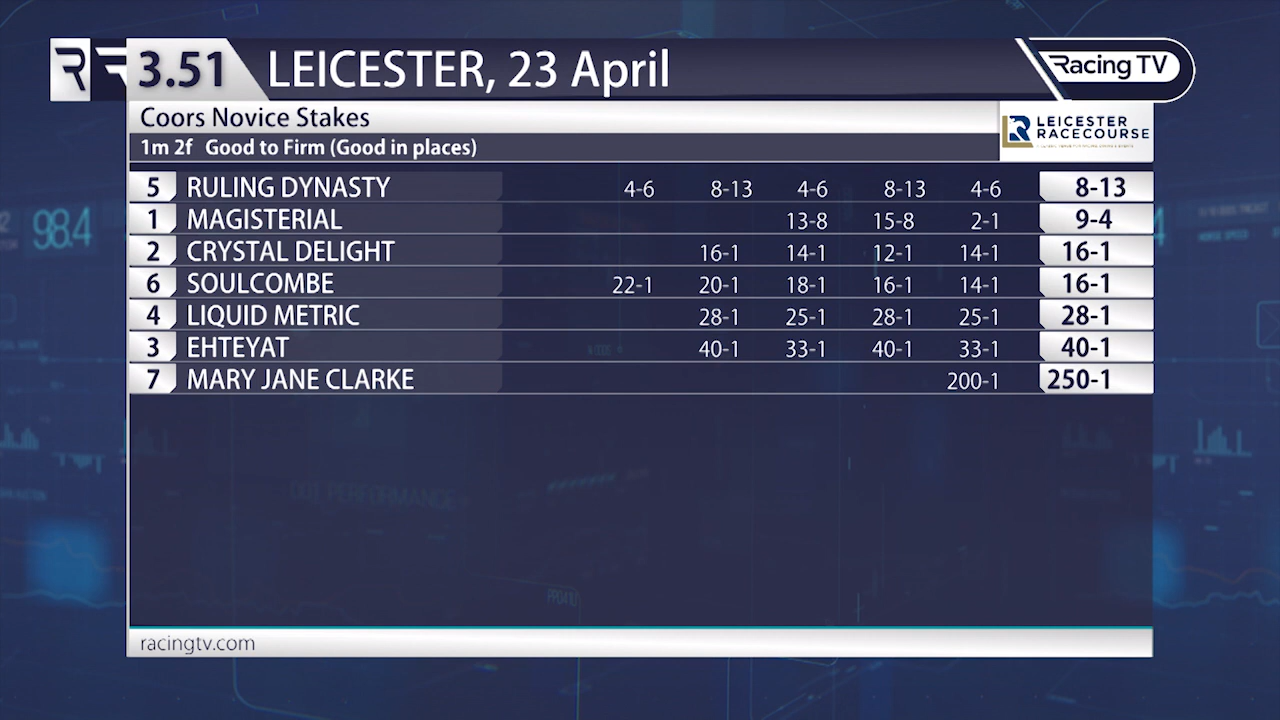 3.51 LEICESTER, 23 April Racing TV
Coors Novice Stakes
LEICESTER
RACECOURSE
1m 2f Good to Firm (Good in places)
5 RULING DYNASTY 4-6 8-13 4-6 8-13 4-6 8-13
1 MAGISTERIAL 13-8 15-8 2-1 9-4
2 CRYSTAL DELIGHT 16-1 14-1 12-1 14-1 16-1
6 SOULCOMBE 22-1 20-1 18-1 16-1 14-1 16-1
4 LIQUID METRIC 28-1 25-1 28-1 25-1 28-1
3 EHTEYAT 40-1 33-1 40-1 33-1 40-1
7 MARY JANE CLARKE 200-1 250-1
98.4
racingtv.com